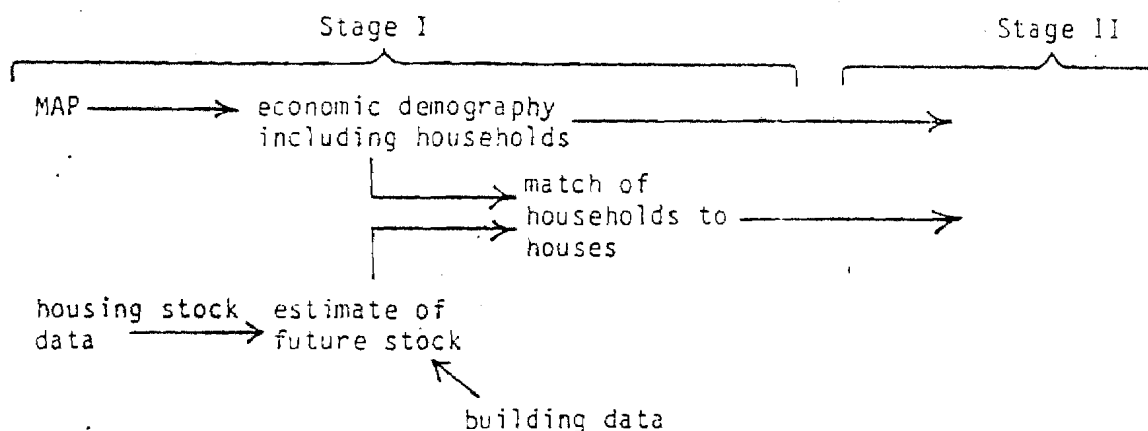 Stage I
Stage II
MAP
economic demography
including households
match of
households to
houses
housing stock
data
estimate of
future stock
building data